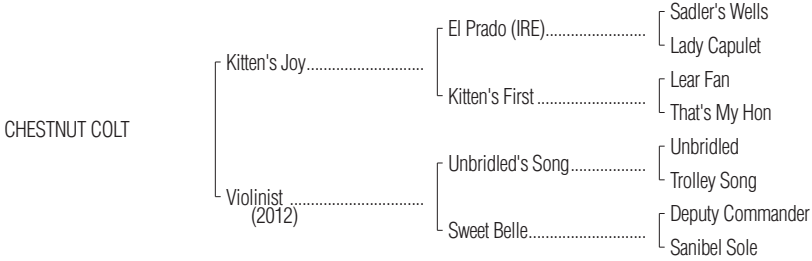 Sadler's Wells
El Prado (IRE)........................
Lady Capulet
Kitten's Joy............................
Lear Fan
Kitten's First ..........................
That's My Hon
CHESTNUT COLT
Unbridled
Unbridled's Song..................
Trolley Song
Violinist ................................
(2012)
Deputy Commander
Sweet Belle............................
Sanibel Sole